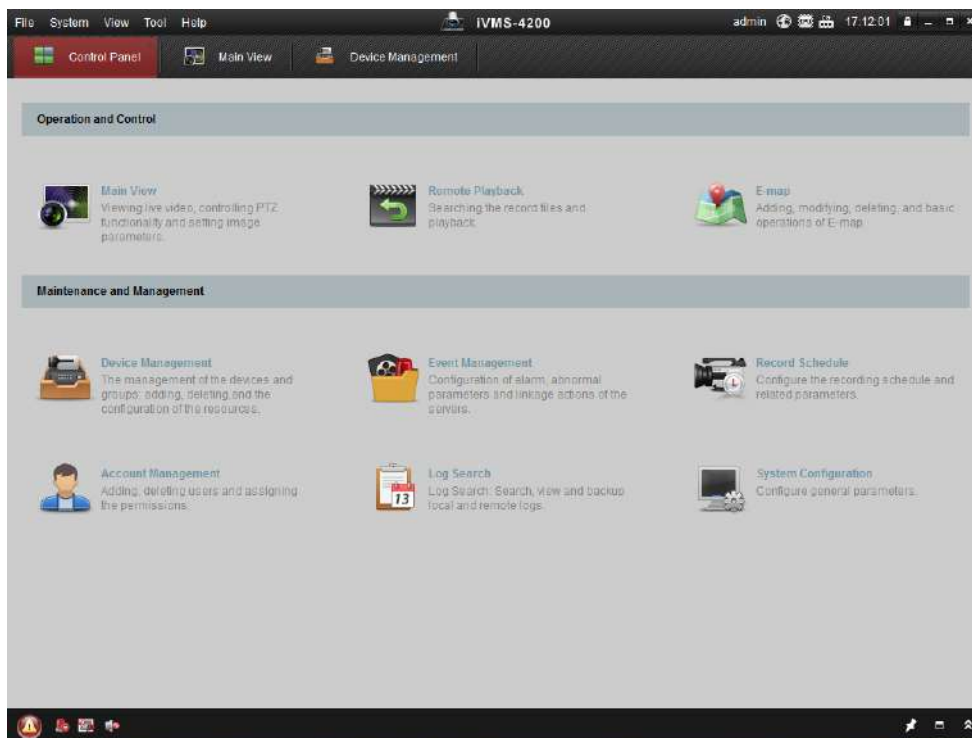 File System View Tool Help
iVMS-4200
admin 17:12:01
Control Panel
Main View
Device Management
Operation and Control
Main View
Viewing live video, controlling PTZ
functionality and setting image
parameters.
Remote Playback
Searching the record files and
playback.
E-map
Adding, modifying, deleting, and basic
operations of E-map
Maintenance and Management
Device Management
The management of the devices and
groups: adding, deleting,and the
configuration of the resources.
Event Management
Configuration of alarm, abnormal
parameters and linkage actions of the
servers.
Record Schedule
Configure the recording schedule and
related parameters.
Account Management
Adding, deleting users and assigning
the permissions.
Log Search
Log Search: Search, view and backup
local and remote logs.
13
System Configuration
Configure general parameters.